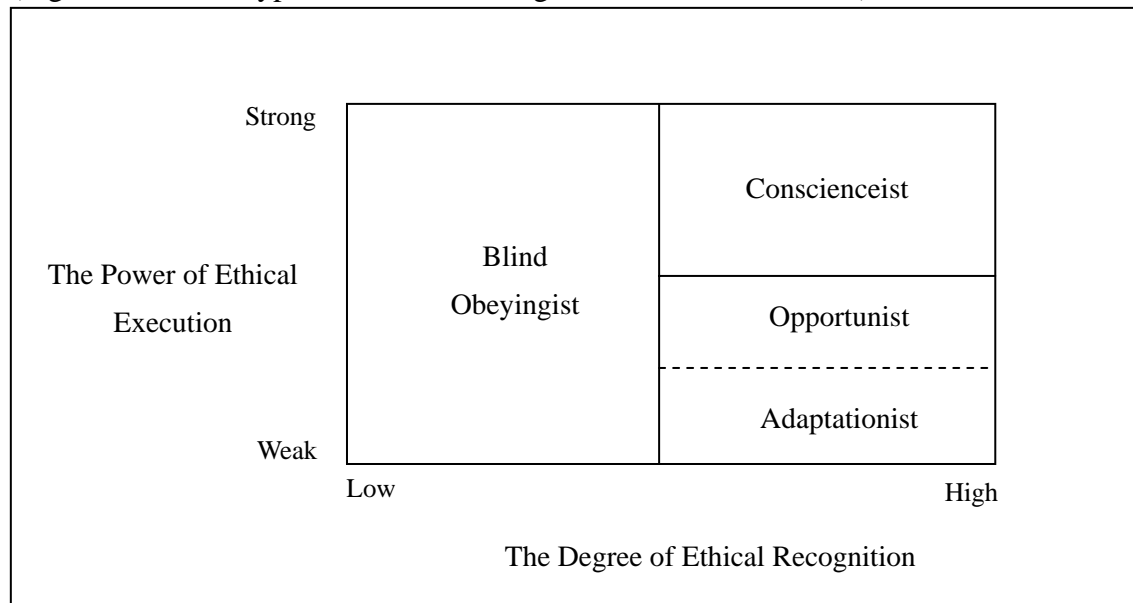 Strong
Conscienceist
Blind
Obeyingist
The Power of Ethical
Execution
Opportunist
Adaptationist
Weak
Low
High
The Degree of Ethical Recognition